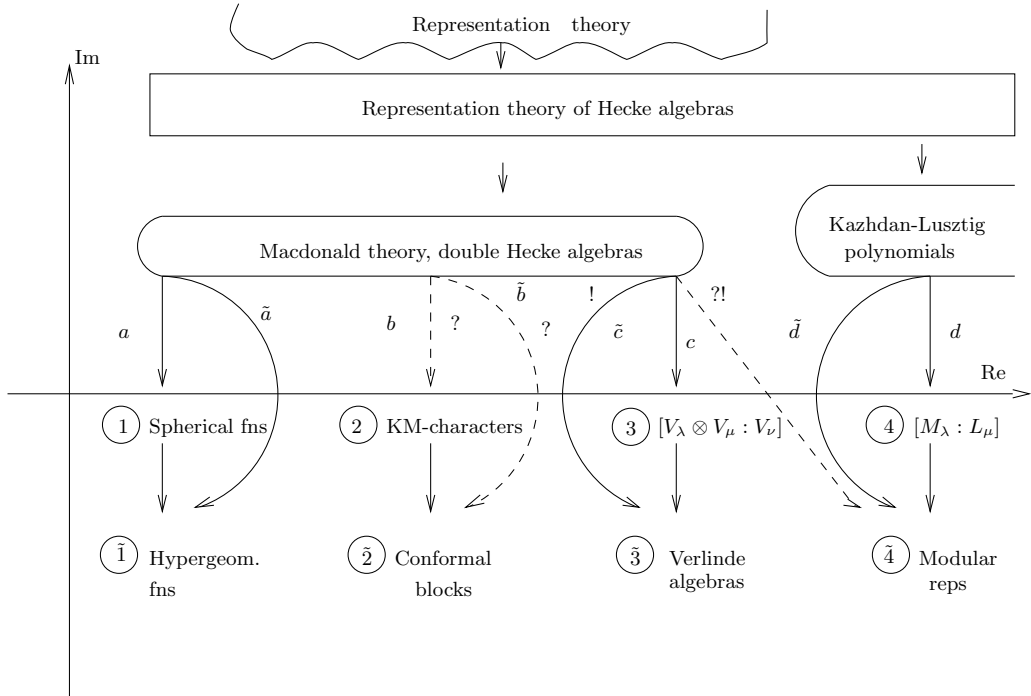 Representation theory
Im
Representation theory of Hecke algebras
Kazhdan-Lusztig
polynomials
Macdonald theory, double Hecke algebras
a
ã
b
?
b̃
?
!
c̃
c
?!
d̃
d
Re
1 Spherical fns
2 KM-characters
3 [V_λ ⊗ V_μ : V_ν]
4 [M_λ : L_μ]
1̃ Hypergeom.
fns
2̃ Conformal
blocks
3̃ Verlinde
algebras
4̃ Modular
reps